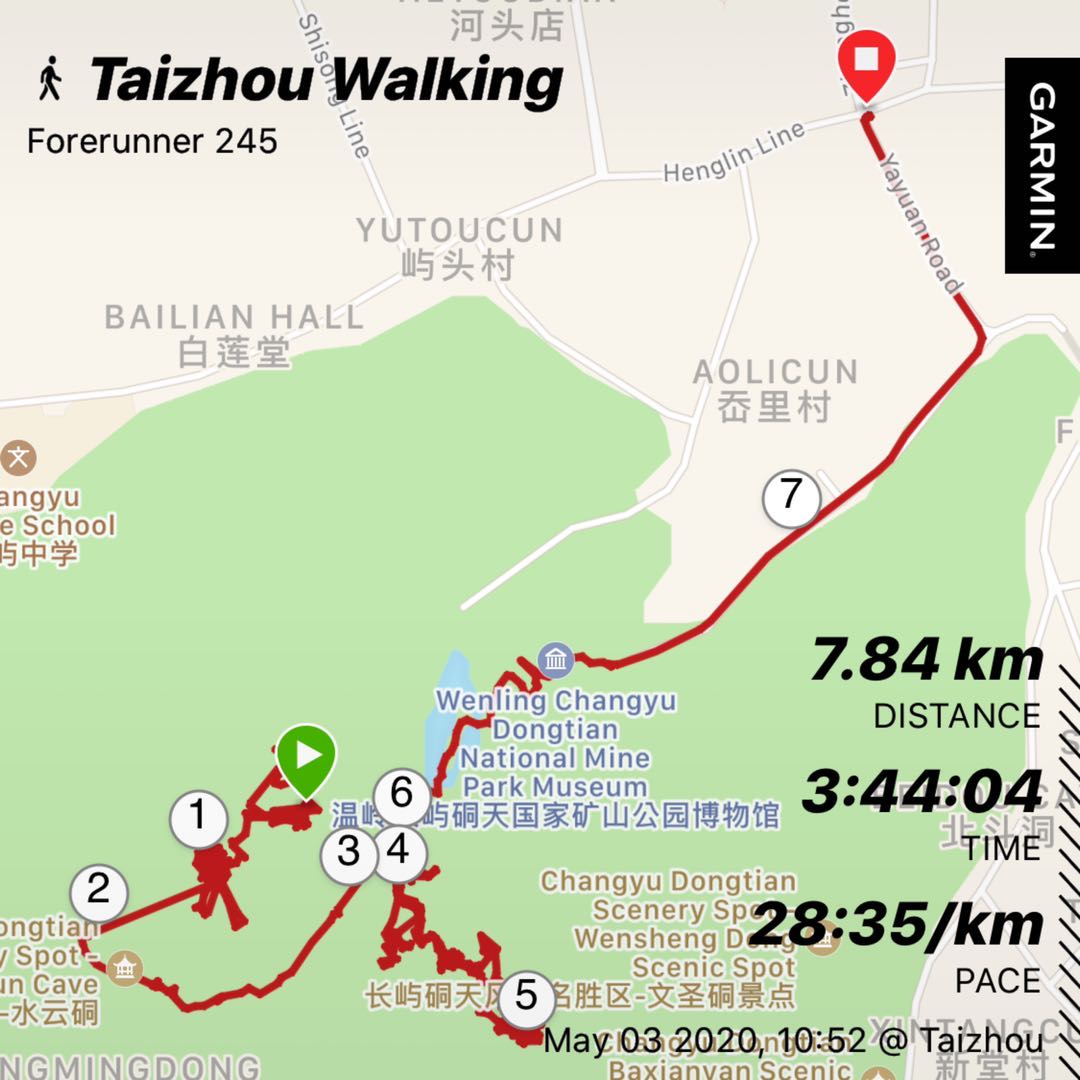 河头店
Taizhou Walking
Forerunner 245
GARMIN
Shisong Line
Henglin Line
Yayuan Road
YUTOUCUN
屿头村
BAILIAN HALL
白莲堂
AOLICUN
岙里村
F
文
angyu
e School
屿中学
7
7.84 km
DISTANCE
Wenling Changyu
Dongtian
National Mine
Park Museum
温岭 屿硐天国家矿山公园博物馆
1
6
3
4
2
5
3:44:04
TIME
北斗洞
Changyu Dongtian
Scenery Spo
Wensheng Dong
Scenic Spot
长屿硐天风 名胜区-文圣硐景点
28:35/km
PACE
ongtian
y Spot -
un Cave
-水云硐
May 03 2020, 10:52 @ Taizhou
Changyu Dongtian
Baxianyan Scenic
XINTANGCU
新堂村
NGMINGDONG